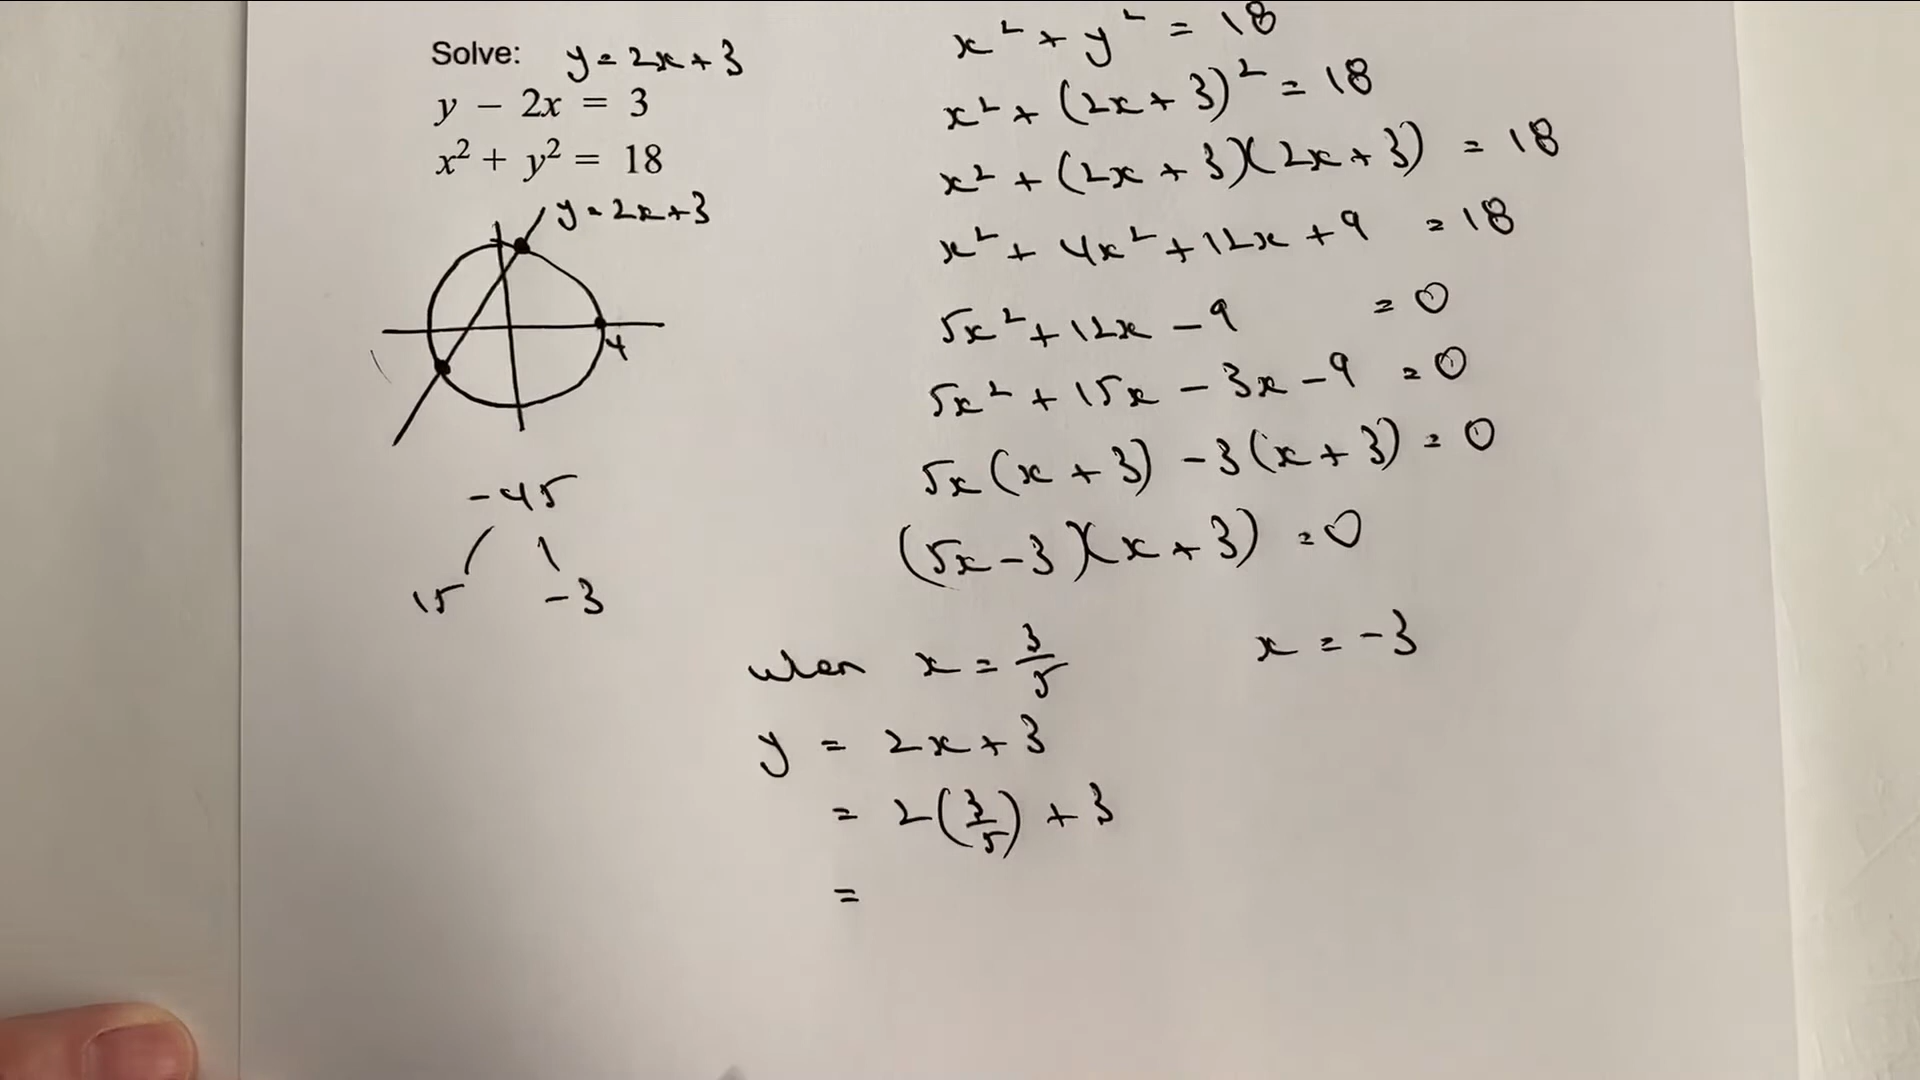 Solve: y = 2x + 3
y − 2x = 3
x² + y² = 18
y = 2x + 3
4
-45
15 -3
x² + y² = 18
x² + (2x + 3)² = 18
x² + (2x + 3)(2x + 3) = 18
x² + 4x² + 12x + 9 = 18
5x² + 12x - 9 = 0
5x² + 15x - 3x - 9 = 0
5x(x + 3) - 3(x + 3) = 0
(5x - 3)(x + 3) = 0
when x = 3/5 x = -3
y = 2x + 3
= 2(3/5) + 3
=